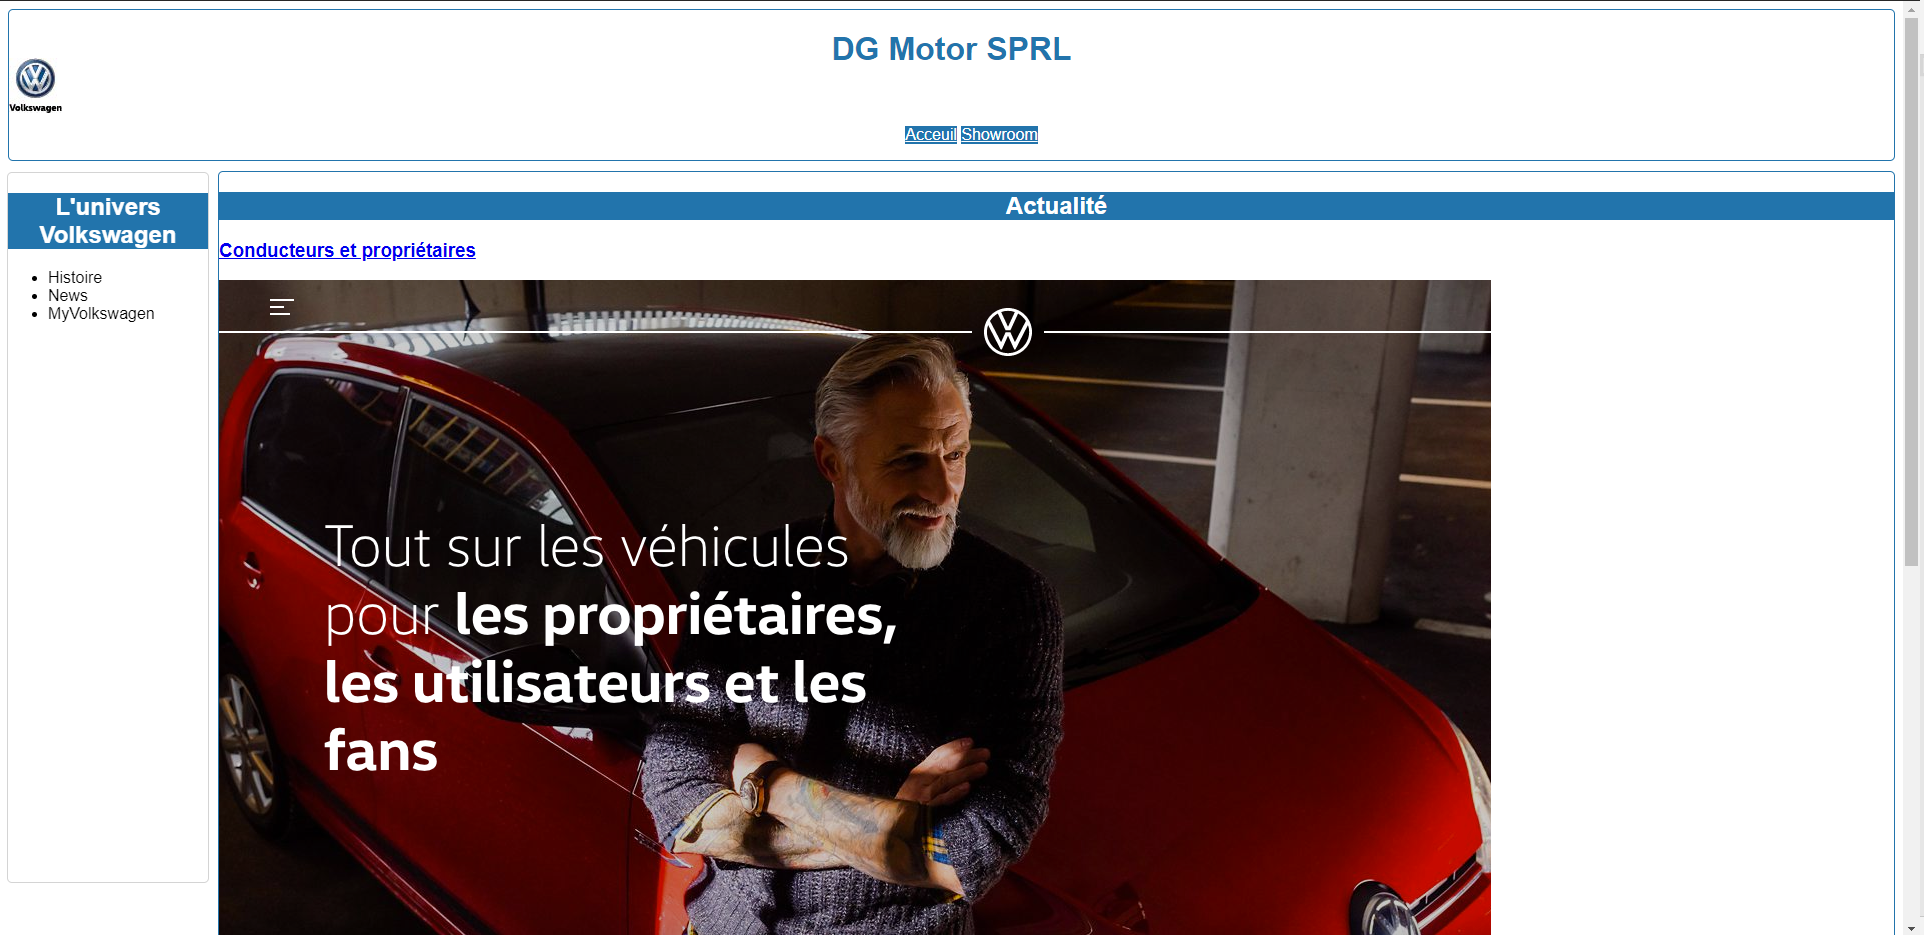 DG Motor SPRL
Volkswagen
Acceuil Showroom
L'univers
Volkswagen
Histoire
News
MyVolkswagen
Actualité
Conducteurs et propriétaires
Tout sur les véhicules
pour les propriétaires,
les utilisateurs et les
fans